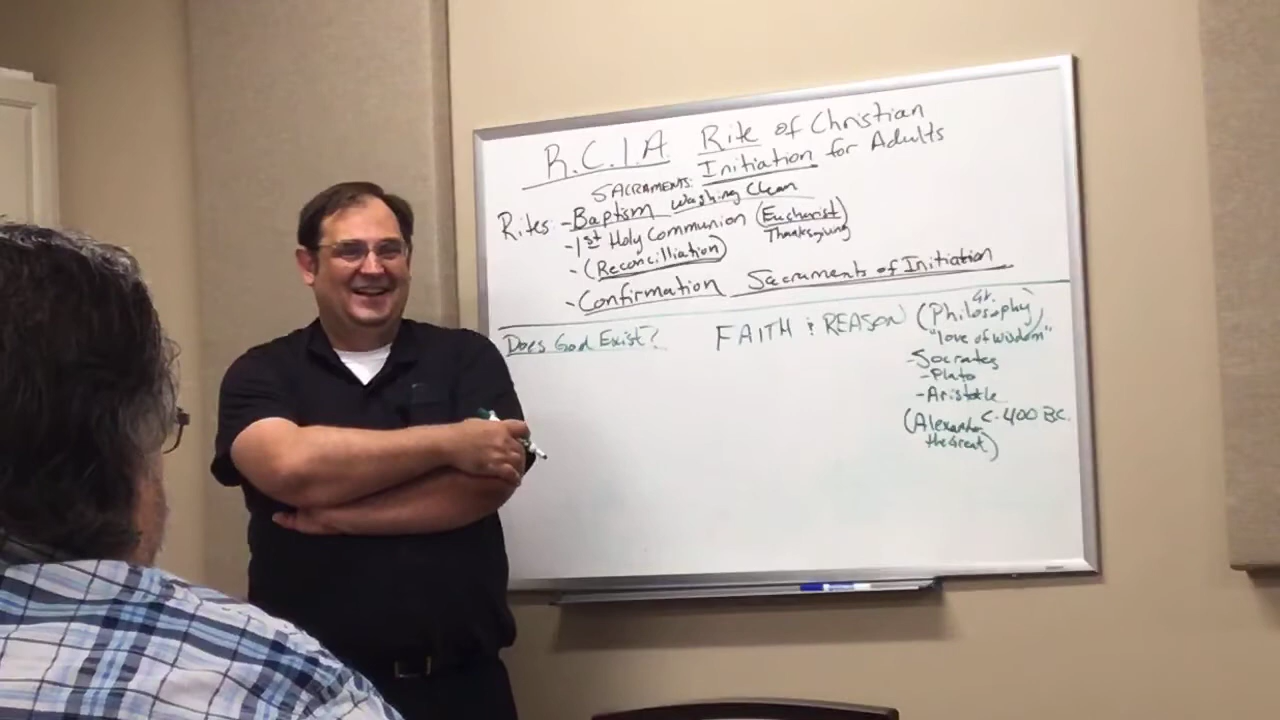 R.C.I.A. Rite of Christian
Initiation for Adults
SACRAMENTS:
Rites: - Baptism Washing Clean
- 1st Holy Communion (Eucharist)
Thanksgiving
- (Reconcilliation)
- Confirmation Sacraments of Initiation
Does God Exist? FAITH & REASON (Philosophy)
Gr.
"love of wisdom"
- Socrates
- Plato
- Aristotle
C. 400 BC.
(Alexander
the Great)